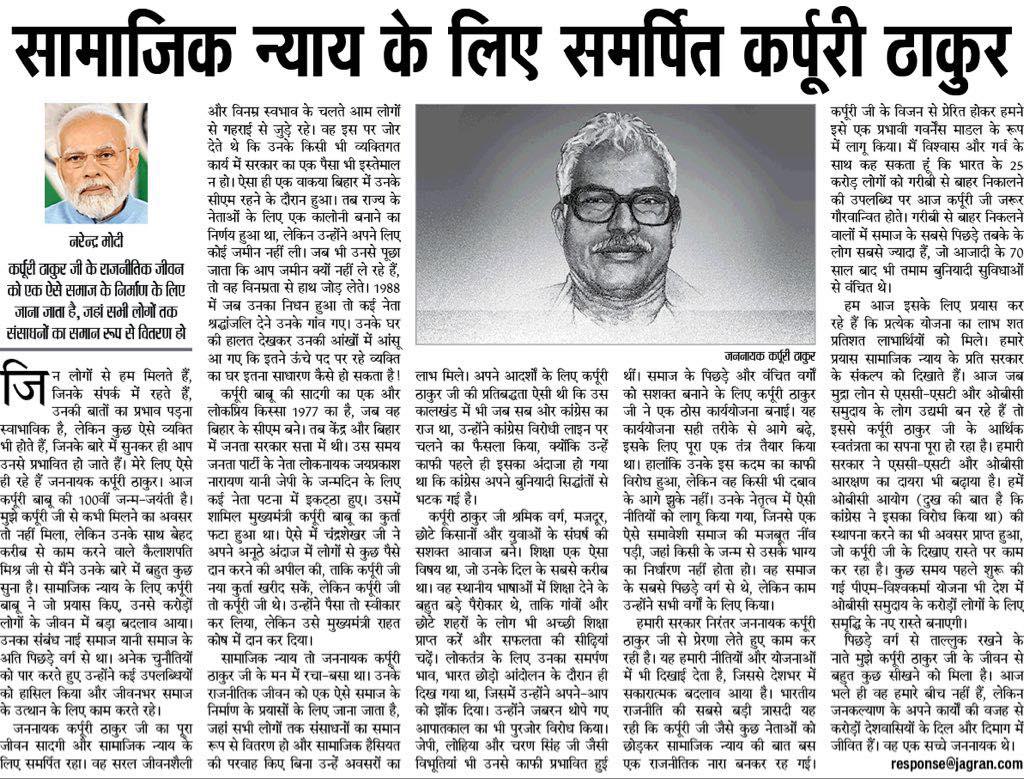 सामाजिक न्याय के लिए समर्पित कर्पूरी ठाकुर
नरेन्द्र मोदी
कर्पूरी ठाकुर जी के राजनीतिक जीवन
को एक ऐसे समाज के निर्माण के लिए
जाना जाता है, जहां सभी लोगों तक
संसाधनों का समान रूप से वितरण हो
जिन लोगों से हम मिलते हैं,
जिनके संपर्क में रहते हैं,
उनकी बातों का प्रभाव पड़ना
स्वाभाविक है, लेकिन कुछ ऐसे व्यक्ति
भी होते हैं, जिनके बारे में सुनकर ही आप
उनसे प्रभावित हो जाते हैं। मेरे लिए ऐसे
ही रहे हैं जननायक कर्पूरी ठाकुर। आज
कर्पूरी बाबू की 100वीं जन्म-जयंती है।
मुझे कर्पूरी जी से कभी मिलने का अवसर
तो नहीं मिला, लेकिन उनके साथ बेहद
करीब से काम करने वाले कैलाशपति
मिश्र जी से मैंने उनके बारे में बहुत कुछ
सुना है। सामाजिक न्याय के लिए कर्पूरी
बाबू ने जो प्रयास किए, उनसे करोड़ों
लोगों के जीवन में बड़ा बदलाव आया।
उनका संबंध नाई समाज यानी समाज के
अति पिछड़े वर्ग से था। अनेक चुनौतियों
को पार करते हुए उन्होंने कई उपलब्धियों
को हासिल किया और जीवनभर समाज
के उत्थान के लिए काम करते रहे।
जननायक कर्पूरी ठाकुर जी का पूरा
जीवन सादगी और सामाजिक न्याय के
लिए समर्पित रहा। वह सरल जीवनशैली
और विनम्र स्वभाव के चलते आम लोगों
से गहराई से जुड़े रहे। वह इस पर जोर
देते थे कि उनके किसी भी व्यक्तिगत
कार्य में सरकार का एक पैसा भी इस्तेमाल
न हो। ऐसा ही एक वाकया बिहार में उनके
सीएम रहने के दौरान हुआ। तब राज्य के
नेताओं के लिए एक कालोनी बनाने का
निर्णय हुआ था, लेकिन उन्होंने अपने लिए
कोई जमीन नहीं ली। जब भी उनसे पूछा
जाता कि आप जमीन क्यों नहीं ले रहे हैं,
तो वह विनम्रता से हाथ जोड़ लेते। 1988
में जब उनका निधन हुआ तो कई नेता
श्रद्धांजलि देने उनके गांव गए। उनके घर
की हालत देखकर उनकी आंखों में आंसू
आ गए कि इतने ऊंचे पद पर रहे व्यक्ति
का घर इतना साधारण कैसे हो सकता है!
कर्पूरी बाबू की सादगी का एक और
लोकप्रिय किस्सा 1977 का है, जब वह
बिहार के सीएम बने। तब केंद्र और बिहार
में जनता सरकार सत्ता में थी। उस समय
जनता पार्टी के नेता लोकनायक जयप्रकाश
नारायण यानी जेपी के जन्मदिन के लिए
कई नेता पटना में इकट्ठा हुए। उसमें
शामिल मुख्यमंत्री कर्पूरी बाबू का कुर्ता
फटा हुआ था। ऐसे में चंद्रशेखर जी ने
अपने अनूठे अंदाज में लोगों से कुछ पैसे
दान करने की अपील की, ताकि कर्पूरी जी
नया कुर्ता खरीद सकें, लेकिन कर्पूरी जी
तो कर्पूरी जी थे। उन्होंने पैसा तो स्वीकार
कर लिया, लेकिन उसे मुख्यमंत्री राहत
कोष में दान कर दिया।
सामाजिक न्याय तो जननायक कर्पूरी
ठाकुर जी के मन में रचा-बसा था। उनके
राजनीतिक जीवन को एक ऐसे समाज के
निर्माण के प्रयासों के लिए जाना जाता है,
जहां सभी लोगों तक संसाधनों का समान
रूप से वितरण हो और सामाजिक हैसियत
की परवाह किए बिना उन्हें अवसरों का
जननायक कर्पूरी ठाकुर
लाभ मिले। अपने आदर्शों के लिए कर्पूरी
ठाकुर जी की प्रतिबद्धता ऐसी थी कि उस
कालखंड में भी जब सब ओर कांग्रेस का
राज था, उन्होंने कांग्रेस विरोधी लाइन पर
चलने का फैसला किया, क्योंकि उन्हें
काफी पहले ही इसका अंदाजा हो गया
था कि कांग्रेस अपने बुनियादी सिद्धांतों से
भटक गई है।
कर्पूरी ठाकुर जी श्रमिक वर्ग, मजदूर,
छोटे किसानों और युवाओं के संघर्ष की
सशक्त आवाज बने। शिक्षा एक ऐसा
विषय था, जो उनके दिल के सबसे करीब
था। वह स्थानीय भाषाओं में शिक्षा देने के
बहुत बड़े पैरोकार थे, ताकि गांवों और
छोटे शहरों के लोग भी अच्छी शिक्षा
प्राप्त करें और सफलता की सीढ़ियां
चढ़ें। लोकतंत्र के लिए उनका समर्पण
भाव, भारत छोड़ो आंदोलन के दौरान ही
दिख गया था, जिसमें उन्होंने अपने-आप
को झोंक दिया। उन्होंने जबरन थोपे गए
आपातकाल का भी पुरजोर विरोध किया।
जेपी, लोहिया और चरण सिंह जी जैसी
विभूतियां भी उनसे काफी प्रभावित हुई
थीं। समाज के पिछड़े और वंचित वर्गों
को सशक्त बनाने के लिए कर्पूरी ठाकुर
जी ने एक ठोस कार्ययोजना बनाई। यह
कार्ययोजना सही तरीके से आगे बढ़े,
इसके लिए पूरा एक तंत्र तैयार किया
था। हालांकि उनके इस कदम का काफी
विरोध हुआ, लेकिन वह किसी भी दबाव
के आगे झुके नहीं। उनके नेतृत्व में ऐसी
नीतियों को लागू किया गया, जिनसे एक
ऐसे समावेशी समाज की मजबूत नींव
पड़ी, जहां किसी के जन्म से उसके भाग्य
का निर्धारण नहीं होता हो। वह समाज
के सबसे पिछड़े वर्ग से थे, लेकिन काम
उन्होंने सभी वर्गों के लिए किया।
हमारी सरकार निरंतर जननायक कर्पूरी
ठाकुर जी से प्रेरणा लेते हुए काम कर
रही है। यह हमारी नीतियों और योजनाओं
में भी दिखाई देता है, जिससे देशभर में
सकारात्मक बदलाव आया है। भारतीय
राजनीति की सबसे बड़ी त्रासदी यह
रही कि कर्पूरी जी जैसे कुछ नेताओं को
छोड़कर सामाजिक न्याय की बात बस
एक राजनीतिक नारा बनकर रह गई।
कर्पूरी जी के विजन से प्रेरित होकर हमने
इसे एक प्रभावी गवर्नेंस माडल के रूप
में लागू किया। मैं विश्वास और गर्व के
साथ कह सकता हूं कि भारत के 25
करोड़ लोगों को गरीबी से बाहर निकालने
की उपलब्धि पर आज कर्पूरी जी जरूर
गौरवान्वित होते। गरीबी से बाहर निकलने
वालों में समाज के सबसे पिछड़े तबके के
लोग सबसे ज्यादा हैं, जो आजादी के 70
साल बाद भी तमाम बुनियादी सुविधाओं
से वंचित थे।
हम आज इसके लिए प्रयास कर
रहे हैं कि प्रत्येक योजना का लाभ शत
प्रतिशत लाभार्थियों को मिले। हमारे
प्रयास सामाजिक न्याय के प्रति सरकार
के संकल्प को दिखाते हैं। आज जब
मुद्रा लोन से एससी-एसटी और ओबीसी
समुदाय के लोग उद्यमी बन रहे हैं तो
इससे कर्पूरी ठाकुर जी के आर्थिक
स्वतंत्रता का सपना पूरा हो रहा है। हमारी
सरकार ने एससी-एसटी और ओबीसी
आरक्षण का दायरा भी बढ़ाया है। हमें
ओबीसी आयोग (दुख की बात है कि
कांग्रेस ने इसका विरोध किया था) की
स्थापना करने का भी अवसर प्राप्त हुआ,
जो कर्पूरी जी के दिखाए रास्ते पर काम
कर रहा है। कुछ समय पहले शुरू की
गई पीएम-विश्वकर्मा योजना भी देश में
ओबीसी समुदाय के करोड़ों लोगों के लिए
समृद्धि के नए रास्ते बनाएगी।
पिछड़े वर्ग से ताल्लुक रखने के
नाते मुझे कर्पूरी ठाकुर जी के जीवन से
बहुत कुछ सीखने को मिला है। आज
भले ही वह हमारे बीच नहीं हैं, लेकिन
जनकल्याण के अपने कार्यों की वजह से
करोड़ों देशवासियों के दिल और दिमाग में
जीवित हैं। वह एक सच्चे जननायक थे।
response@jagran.com